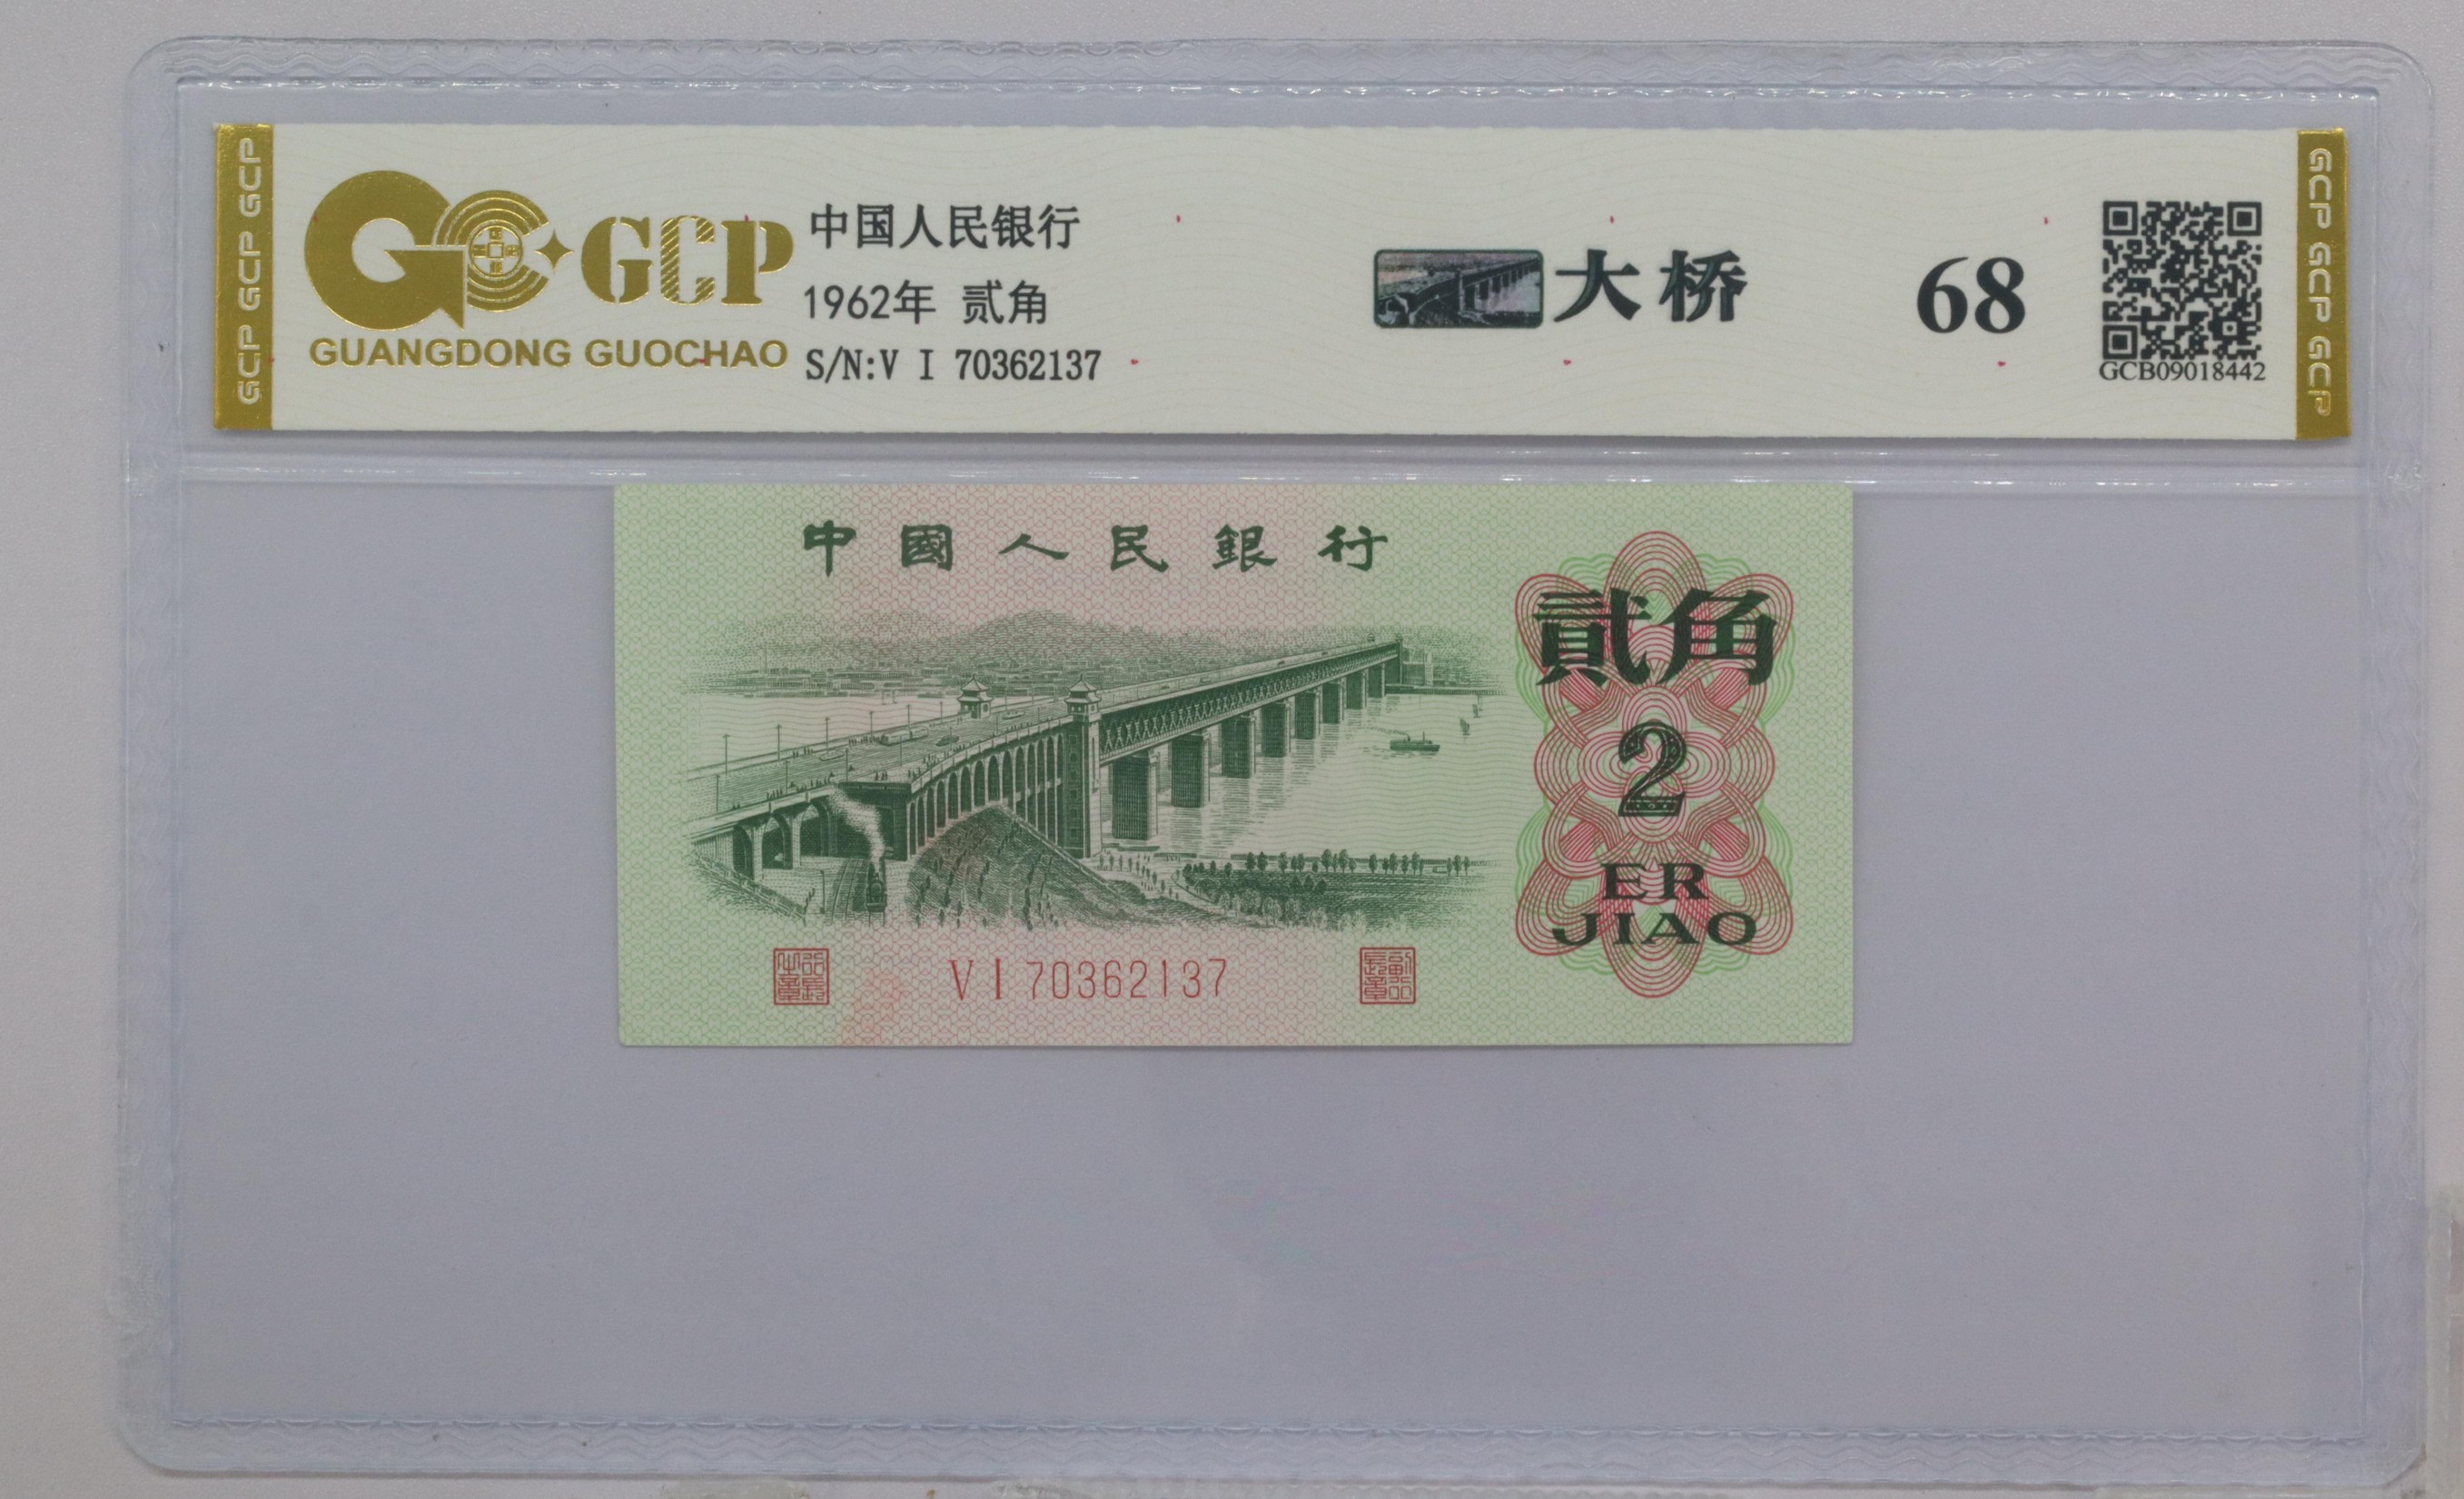 GCP GCP GCP
GCP
GUANGDONG GUOCHAO
中国人民银行
1962年 贰角
S/N:V I 70362137
大桥
68
GCB09018442
GCP GCP GCP
中國人民銀行
貳角
2
ER
JIAO
V I 70362137